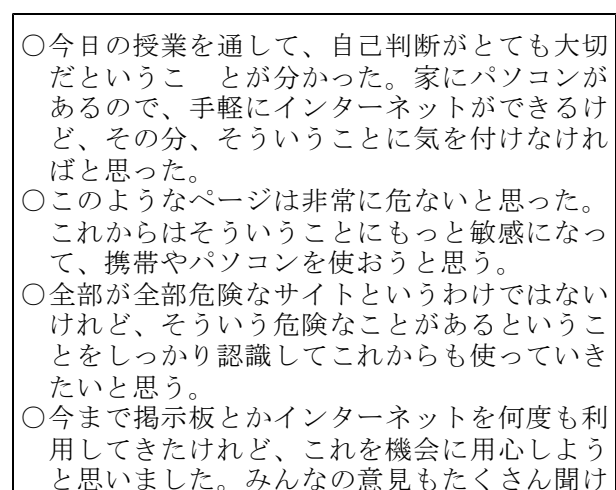 ○今日の授業を通して、自己判断がとても大切
だというこ　とが分かった。家にパソコンが
あるので、手軽にインターネットができるけ
ど、その分、そういうことに気を付けなけれ
ばと思った。
○このようなページは非常に危ないと思った。
これからはそういうことにもっと敏感になっ
て、携帯やパソコンを使おうと思う。
○全部が全部危険なサイトというわけではない
けれど、そういう危険なことがあるというこ
とをしっかり認識してこれからも使っていき
たいと思う。
○今まで掲示板とかインターネットを何度も利
用してきたけれど、これを機会に用心しよう
と思いました。みんなの意見もたくさん聞け